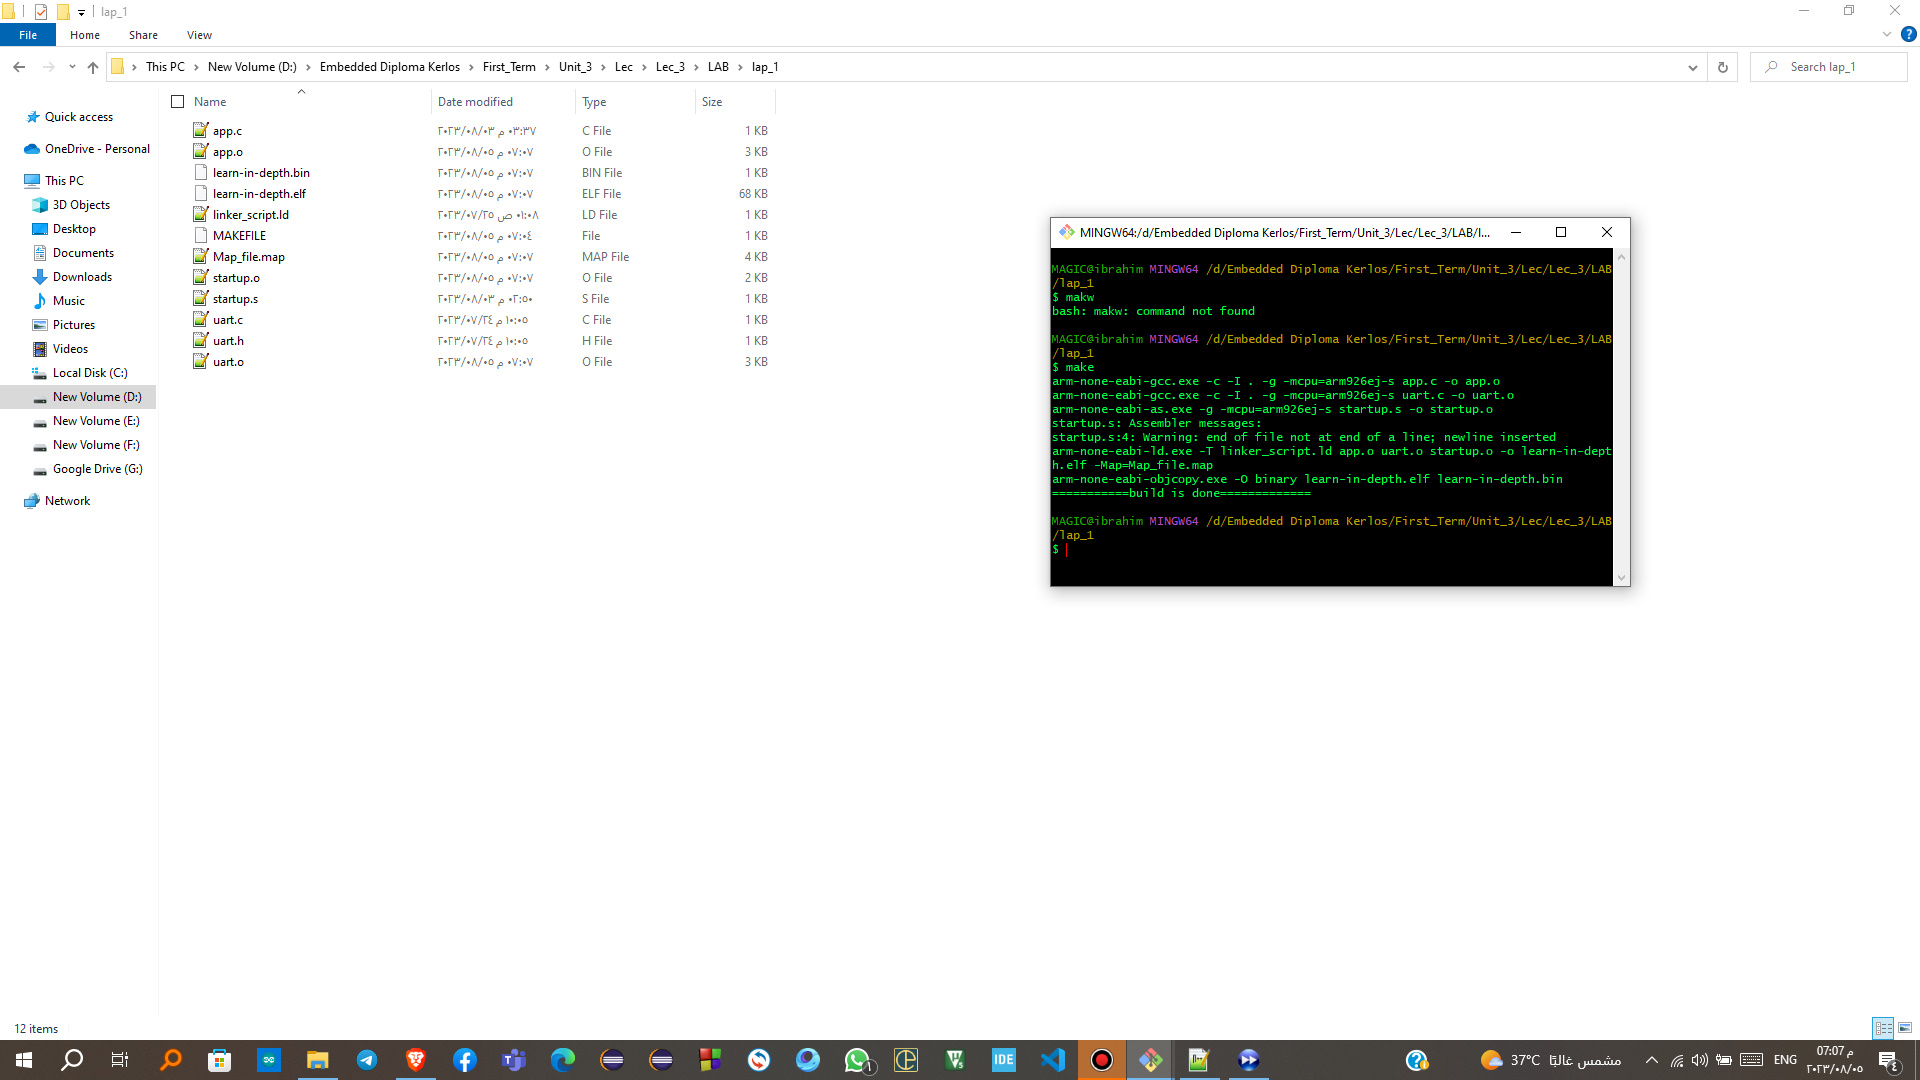 lap_1
File Home Share View
This PC New Volume (D:) Embedded Diploma Kerlos First_Term Unit_3 Lec Lec_3 LAB lap_1
Search lap_1
Name Date modified Type Size
app.c ٢٠٢٣/٠٨/٠٣ م ٠٣:٣٧ C File 1 KB
app.o ٢٠٢٣/٠٨/٠٥ م ٠٧:٠٧ O File 3 KB
learn-in-depth.bin ٢٠٢٣/٠٨/٠٥ م ٠٧:٠٧ BIN File 1 KB
learn-in-depth.elf ٢٠٢٣/٠٨/٠٥ م ٠٧:٠٧ ELF File 68 KB
linker_script.ld ٢٠٢٣/٠٧/٢٥ ص ٠١:٠٨ LD File 1 KB
MAKEFILE ٢٠٢٣/٠٨/٠٥ م ٠٧:٠٤ File 1 KB
Map_file.map ٢٠٢٣/٠٨/٠٥ م ٠٧:٠٧ MAP File 4 KB
startup.o ٢٠٢٣/٠٨/٠٥ م ٠٧:٠٧ O File 2 KB
startup.s ٢٠٢٣/٠٨/٠٣ م ٠٢:٥٠ S File 1 KB
uart.c ٢٠٢٣/٠٧/٢٤ م ١٠:٠٥ C File 1 KB
uart.h ٢٠٢٣/٠٧/٢٤ م ١٠:٠٥ H File 1 KB
uart.o ٢٠٢٣/٠٨/٠٥ م ٠٧:٠٧ O File 3 KB
Quick access
OneDrive - Personal
This PC
3D Objects
Desktop
Documents
Downloads
Music
Pictures
Videos
Local Disk (C:)
New Volume (D:)
New Volume (E:)
New Volume (F:)
Google Drive (G:)
Network
MINGW64:/d/Embedded Diploma Kerlos/First_Term/Unit_3/Lec/Lec_3/LAB/l...
MAGIC@ibrahim MINGW64 /d/Embedded Diploma Kerlos/First_Term/Unit_3/Lec/Lec_3/LAB
/lap_1
$ makw
bash: makw: command not found
MAGIC@ibrahim MINGW64 /d/Embedded Diploma Kerlos/First_Term/Unit_3/Lec/Lec_3/LAB
/lap_1
$ make
arm-none-eabi-gcc.exe -c -I . -g -mcpu=arm926ej-s app.c -o app.o
arm-none-eabi-gcc.exe -c -I . -g -mcpu=arm926ej-s uart.c -o uart.o
arm-none-eabi-as.exe -g -mcpu=arm926ej-s startup.s -o startup.o
startup.s: Assembler messages:
startup.s:4: Warning: end of file not at end of a line; newline inserted
arm-none-eabi-ld.exe -T linker_script.ld app.o uart.o startup.o -o learn-in-dept
h.elf -Map=Map_file.map
arm-none-eabi-objcopy.exe -O binary learn-in-depth.elf learn-in-depth.bin
===========build is done=============
MAGIC@ibrahim MINGW64 /d/Embedded Diploma Kerlos/First_Term/Unit_3/Lec/Lec_3/LAB
/lap_1
$
12 items
IDE
37°C مشمس غالبًا
ENG
07:07 م
٢٠٢٣/٠٨/٠٥